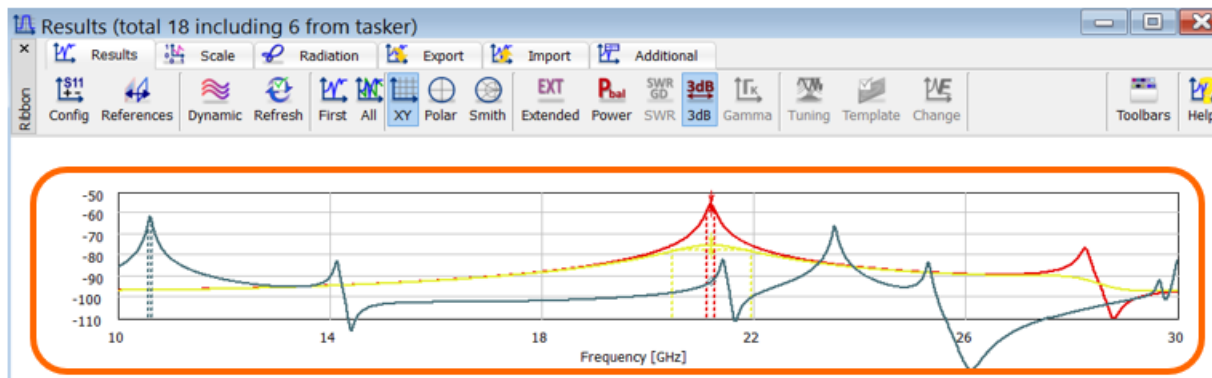 Results (total 18 including 6 from tasker)
Results Scale Radiation Export Import Additional
Ribbon
S11
EXT Pbal SWR GD 3dB ΓK
Config References Dynamic Refresh First All XY Polar Smith Extended Power SWR 3dB Gamma Tuning Template Change Toolbars Help
-50
-60
-70
-80
-90
-100
-110
10 14 18 22 26 30
Frequency [GHz]